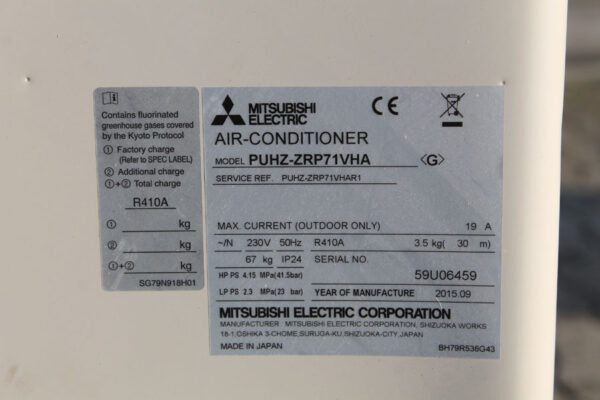 Contains fluorinated
greenhouse gases covered
by the Kyoto Protocol
① Factory charge
(Refer to SPEC LABEL)
② Additional charge
①+② Total charge
R410A
① kg
② kg
①+② kg
SG79N918H01
MITSUBISHI
ELECTRIC
CE
AIR-CONDITIONER
MODEL PUHZ-ZRP71VHA <G>
SERVICE REF. PUHZ-ZRP71VHAR1
MAX. CURRENT (OUTDOOR ONLY) 19 A
~/N 230V 50Hz R410A 3.5 kg( 30 m)
67 kg IP24 SERIAL NO.
HP PS 4.15 MPa(41.5bar) 59U06459
LP PS 2.3 MPa(23 bar) YEAR OF MANUFACTURE 2015.09
MITSUBISHI ELECTRIC CORPORATION
MANUFACTURER : MITSUBISHI ELECTRIC CORPORATION, SHIZUOKA WORKS
18-1,OSHIKA 3-CHOME,SURUGA-KU,SHIZUOKA-CITY,JAPAN
MADE IN JAPAN BH79R536G43